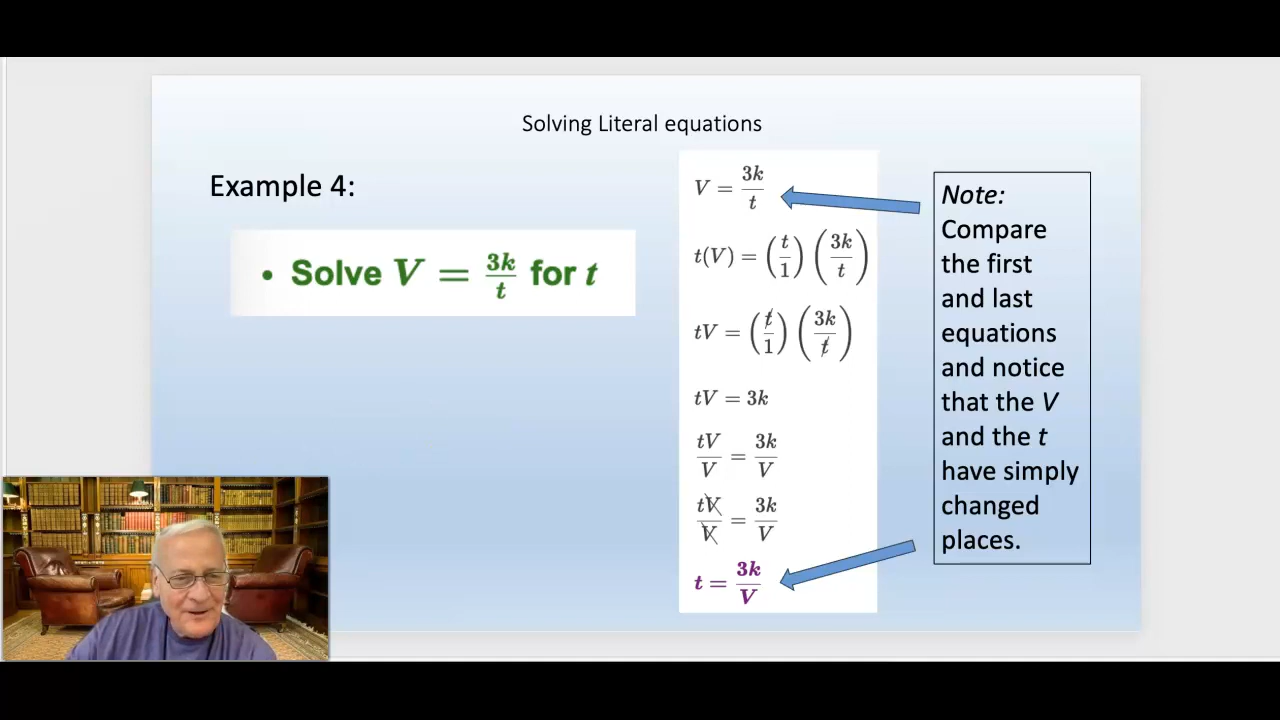 Solving Literal equations
Example 4:
• Solve V = 3k/t for t
V = 3k/t
t(V) = (t/1) (3k/t)
tV = (t/1) (3k/t)
tV = 3k
tV/V = 3k/V
tV/V = 3k/V
t = 3k/V
Note:
Compare
the first
and last
equations
and notice
that the V
and the t
have simply
changed
places.